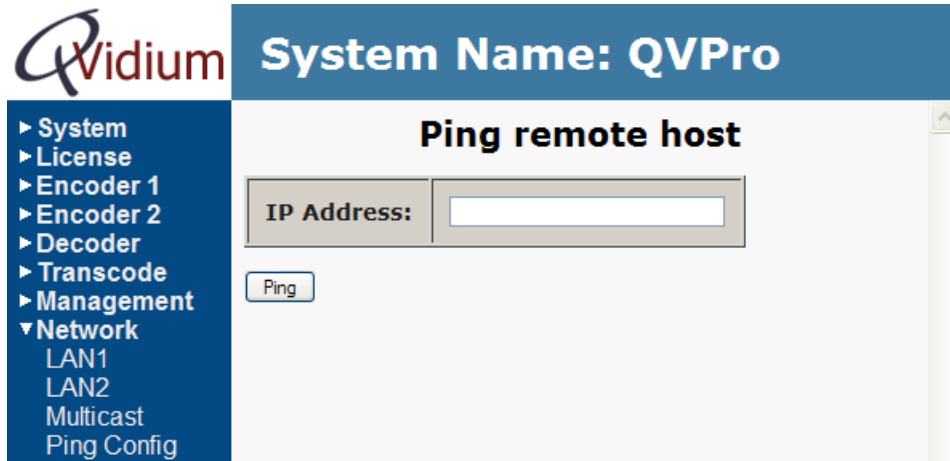 QVidium
System Name: QVPro
System
License
Encoder 1
Encoder 2
Decoder
Transcode
Management
Network
LAN1
LAN2
Multicast
Ping Config
Ping remote host
IP Address:
Ping